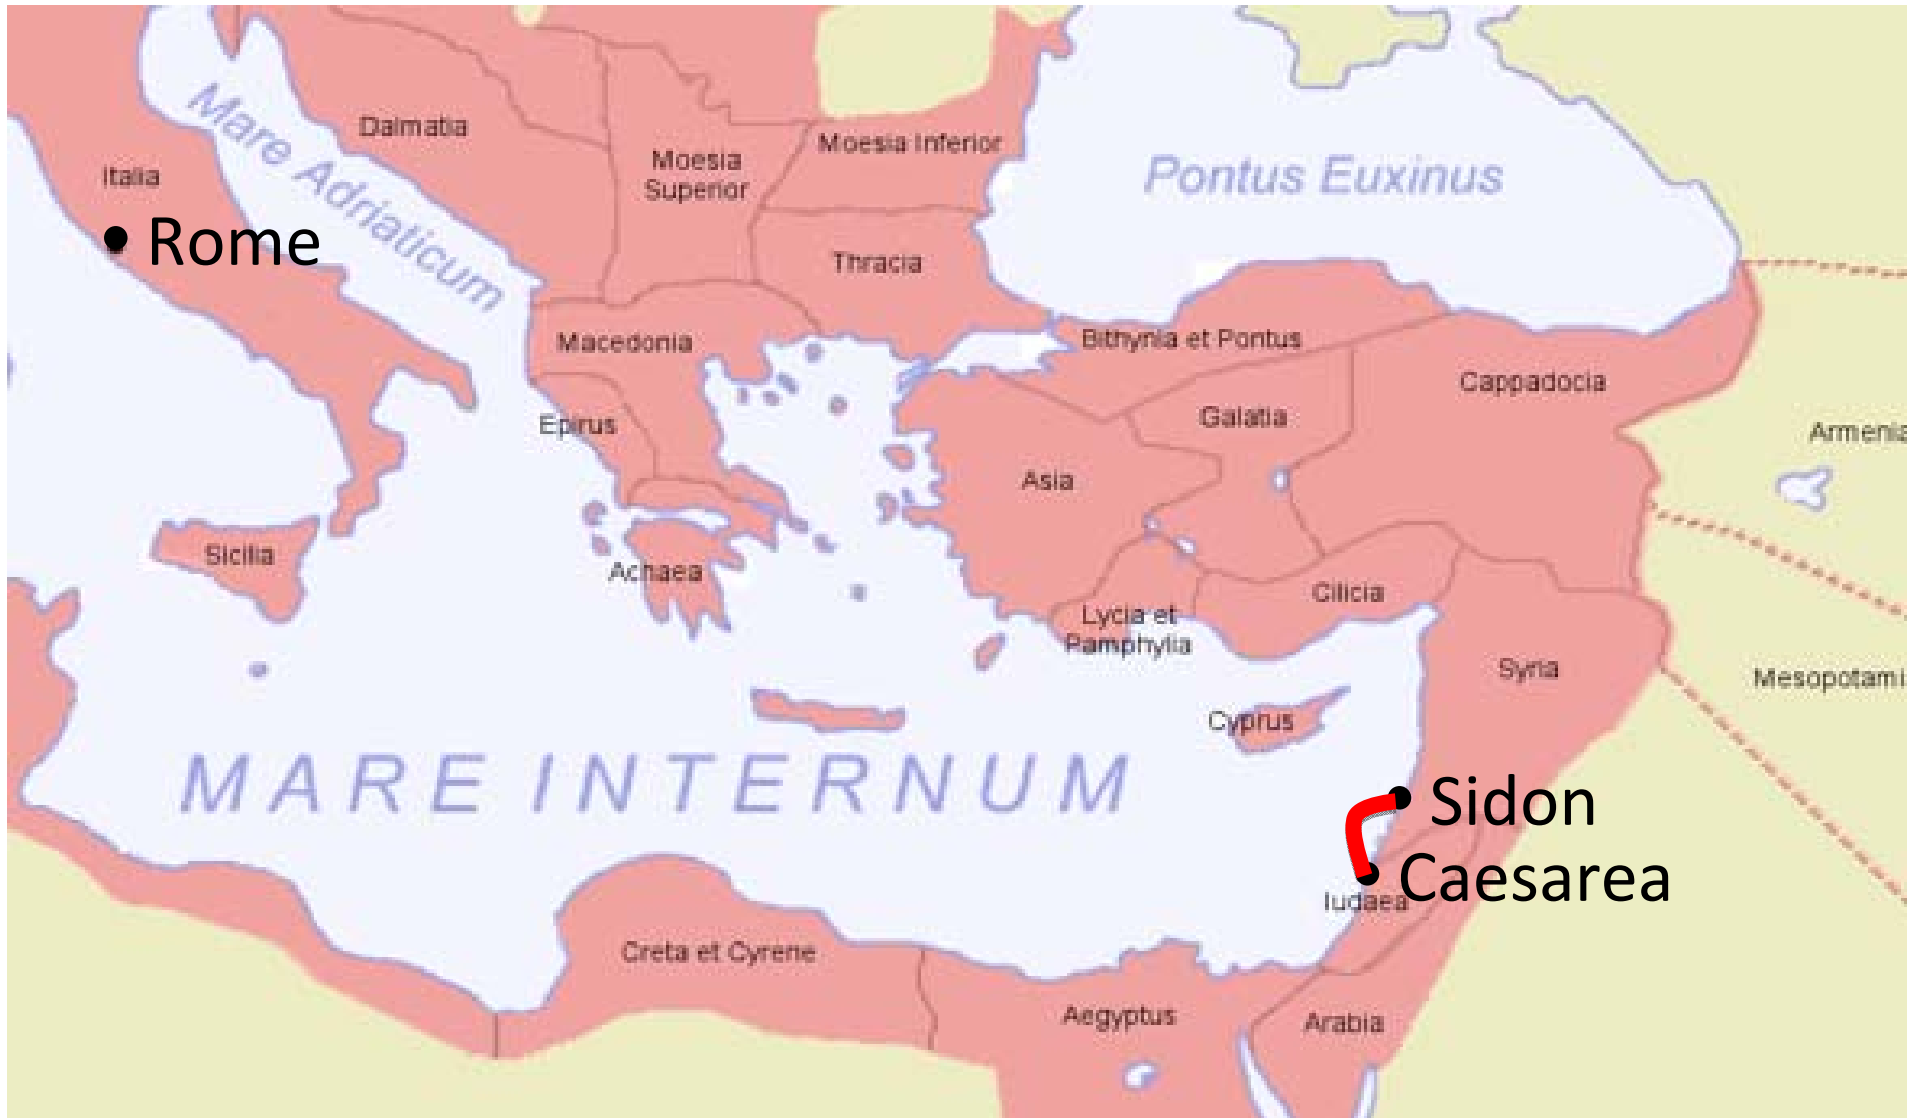 Dalmatia
Mare Adriaticum
Moesia Inferior
Moesia
Superior
Pontus Euxinus
Italia
Rome
Thracia
Macedonia
Bithynia et Pontus
Cappadocia
Galatia
Epirus
Armenia
Asia
Sicilia
Achaea
Cilicia
Lycia et
Pamphylia
Syria
Mesopotami
Cyprus
MARE INTERNUM
Sidon
Caesarea
Iudaea
Creta et Cyrene
Aegyptus
Arabia